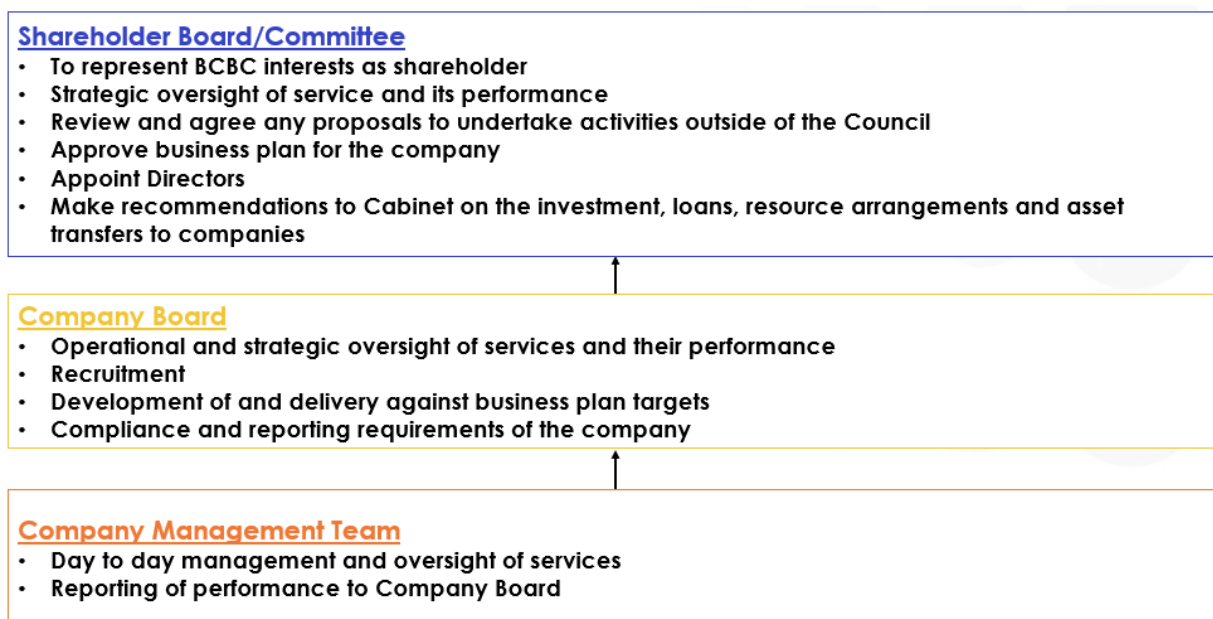 Shareholder Board/Committee
• To represent BCBC interests as shareholder
• Strategic oversight of service and its performance
• Review and agree any proposals to undertake activities outside of the Council
• Approve business plan for the company
• Appoint Directors
• Make recommendations to Cabinet on the investment, loans, resource arrangements and asset
transfers to companies
Company Board
• Operational and strategic oversight of services and their performance
• Recruitment
• Development of and delivery against business plan targets
• Compliance and reporting requirements of the company
Company Management Team
• Day to day management and oversight of services
• Reporting of performance to Company Board